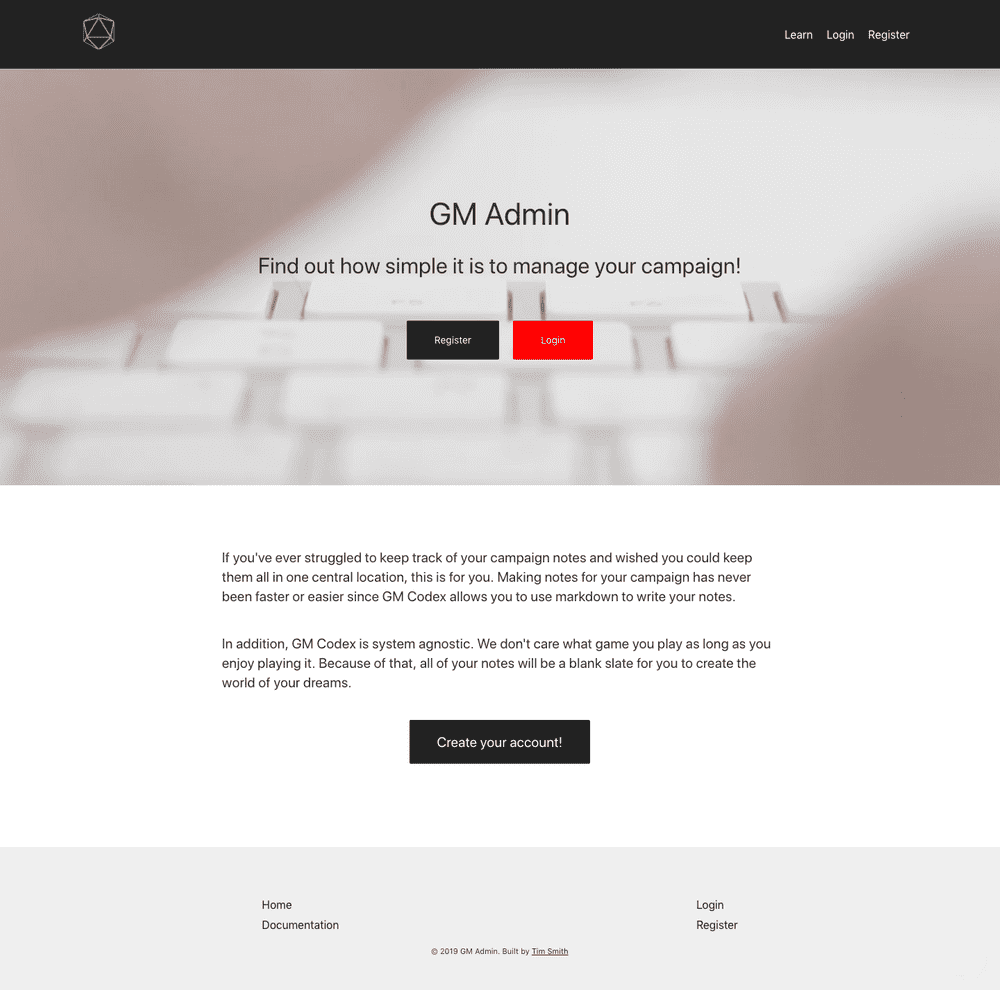 Learn Login Register
GM Admin
Find out how simple it is to manage your campaign!
Register Login
If you've ever struggled to keep track of your campaign notes and wished you could keep
them all in one central location, this is for you. Making notes for your campaign has never
been faster or easier since GM Codex allows you to use markdown to write your notes.
In addition, GM Codex is system agnostic. We don't care what game you play as long as you
enjoy playing it. Because of that, all of your notes will be a blank slate for you to create the
world of your dreams.
Create your account!
Home
Documentation
Login
Register
© 2019 GM Admin. Built by Tim Smith